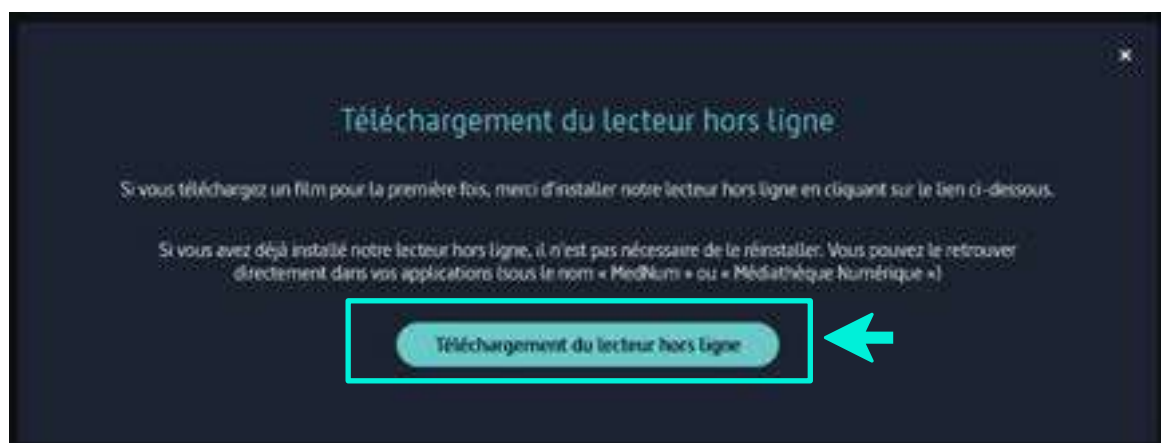 Téléchargement du lecteur hors ligne
Si vous téléchargez un film pour la première fois, merci d'installer notre lecteur hors ligne en cliquant sur le lien ci-dessous.
Si vous avez déjà installé notre lecteur hors ligne, il n'est pas nécessaire de le réinstaller. Vous pouvez le retrouver
directement dans vos applications (sous le nom « MedNum » ou « Médiathèque Numérique »)
Téléchargement du lecteur hors ligne